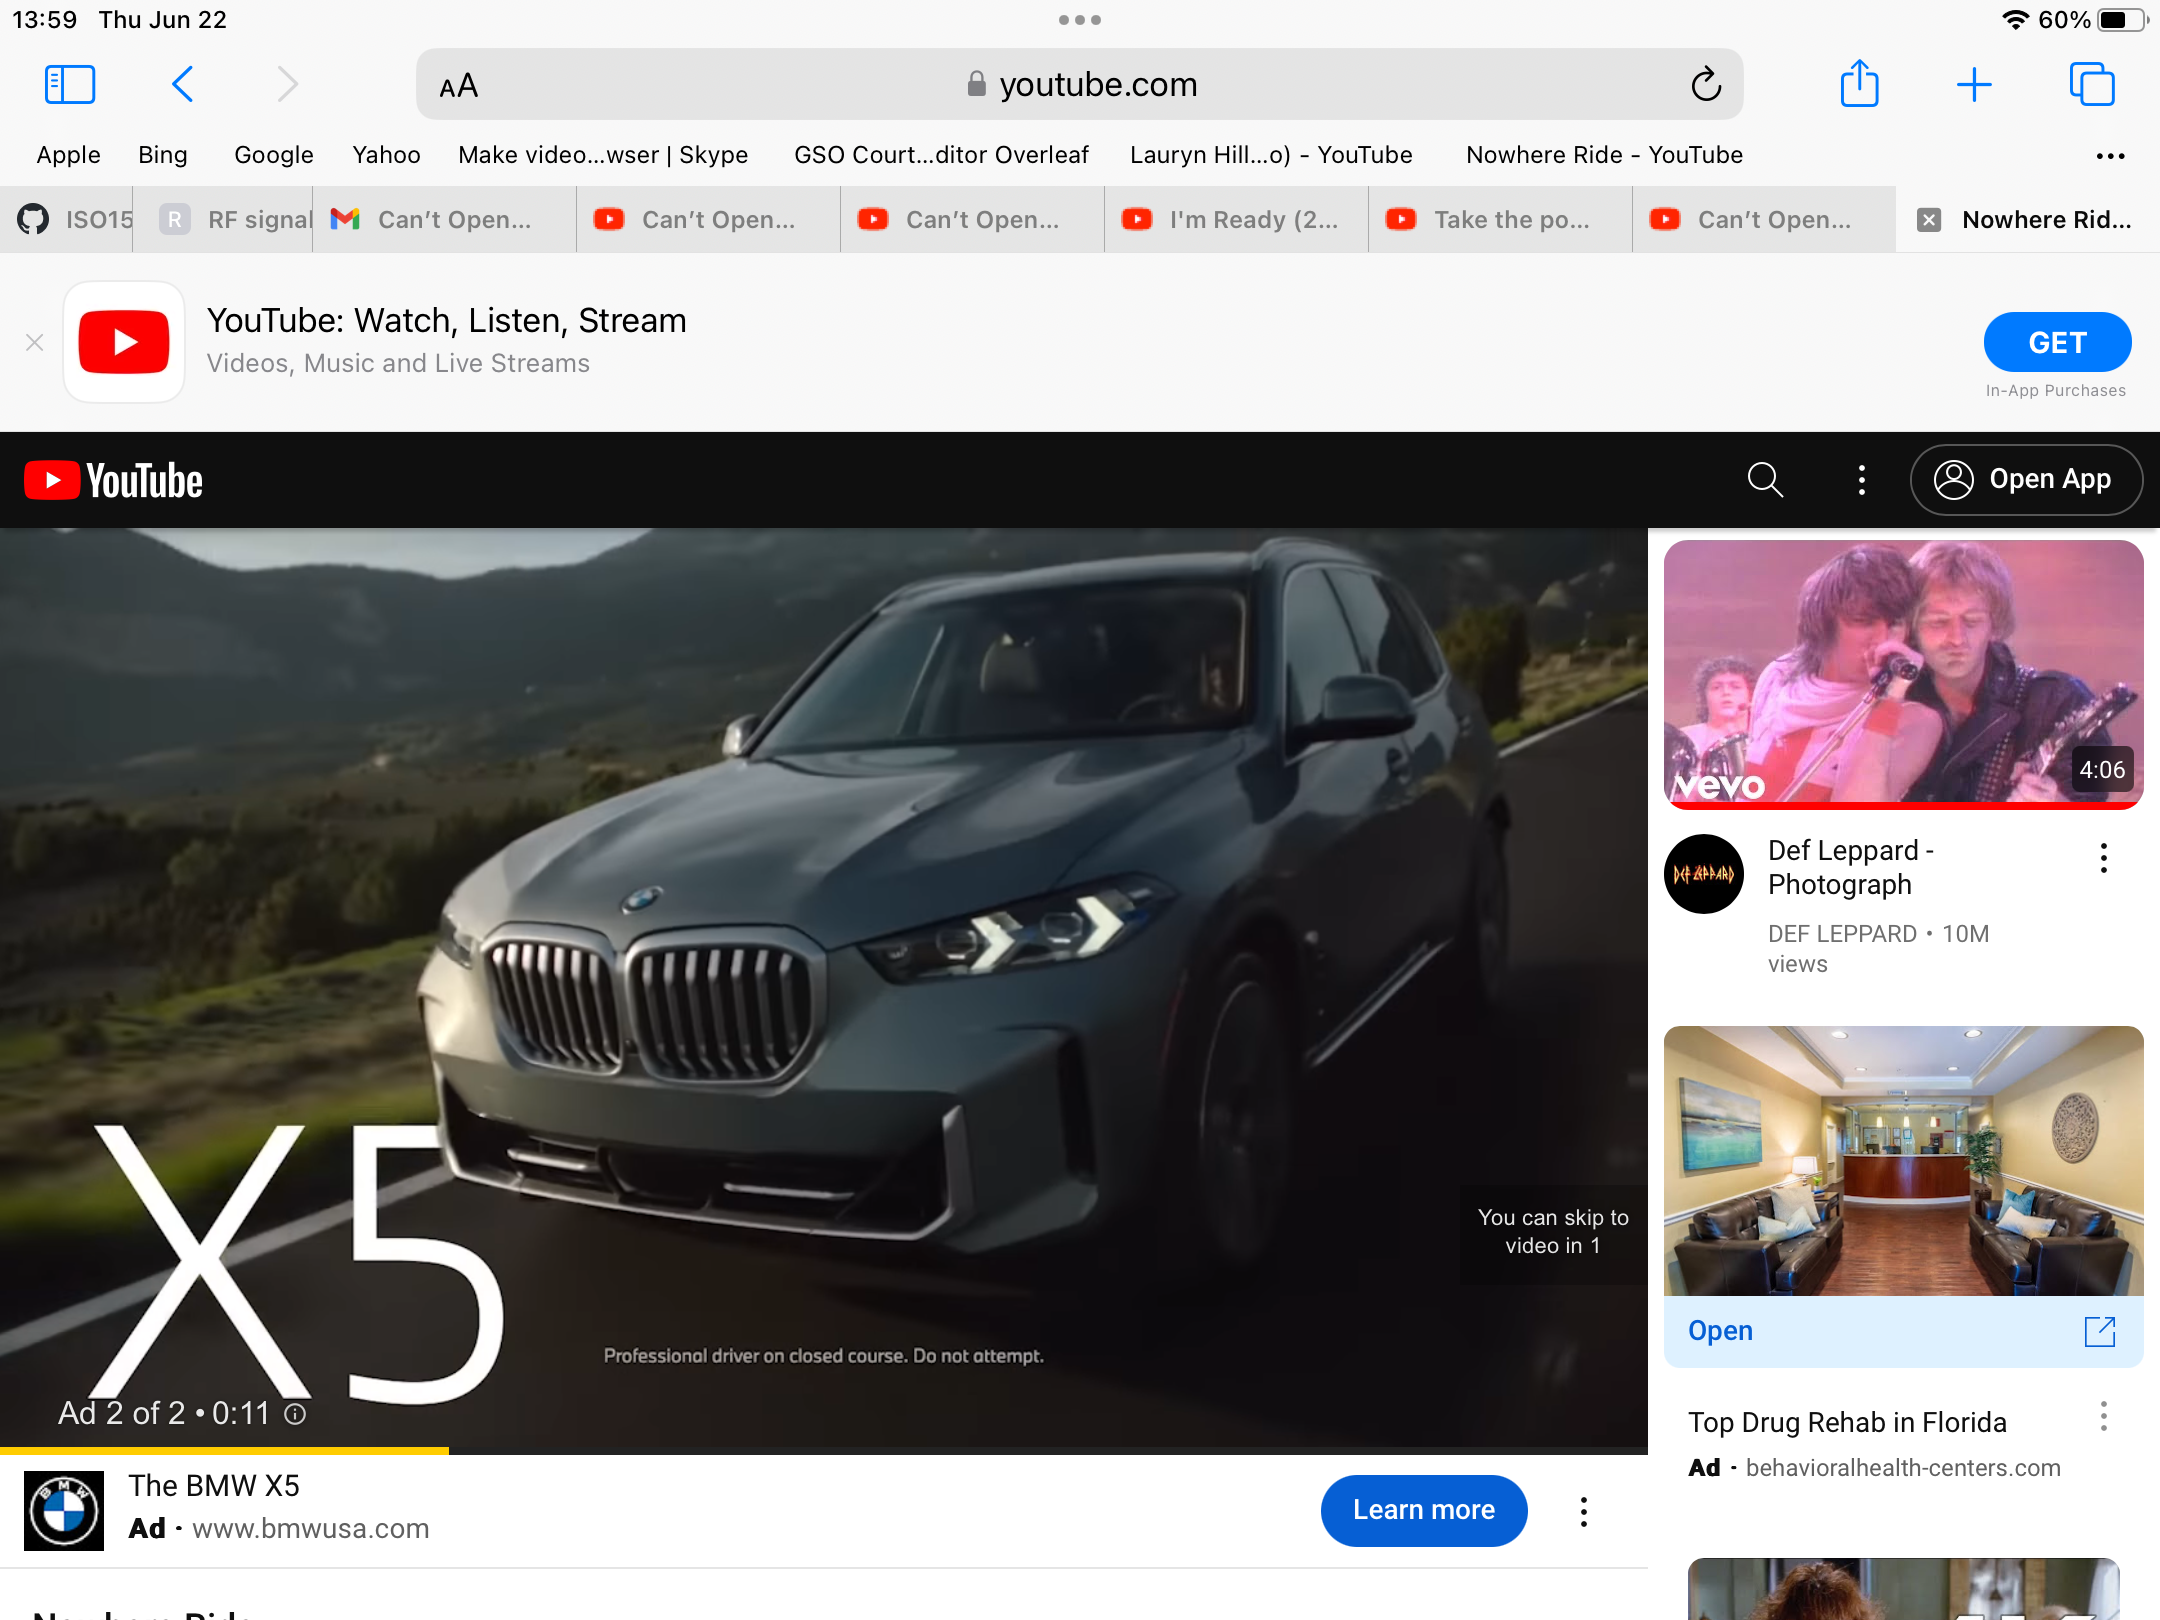 13:59 Thu Jun 22
60%
AA
youtube.com
Apple Bing Google Yahoo Make video...wser | Skype GSO Court...ditor Overleaf Lauryn Hill...o) - YouTube Nowhere Ride - YouTube
ISO15 R RF signal Can’t Open... Can’t Open... Can’t Open... I'm Ready (2... Take the po... Can’t Open... Nowhere Rid...
YouTube: Watch, Listen, Stream
Videos, Music and Live Streams
GET
In-App Purchases
YouTube
Open App
vevo
4:06
DEF LEPPARD
Def Leppard -
Photograph
DEF LEPPARD • 10M
views
X5
You can skip to
video in 1
Professional driver on closed course. Do not attempt.
Ad 2 of 2 • 0:11
Open
Top Drug Rehab in Florida
Ad · behavioralhealth-centers.com
BMW
The BMW X5
Ad · www.bmwusa.com
Learn more
Nowhere Ride